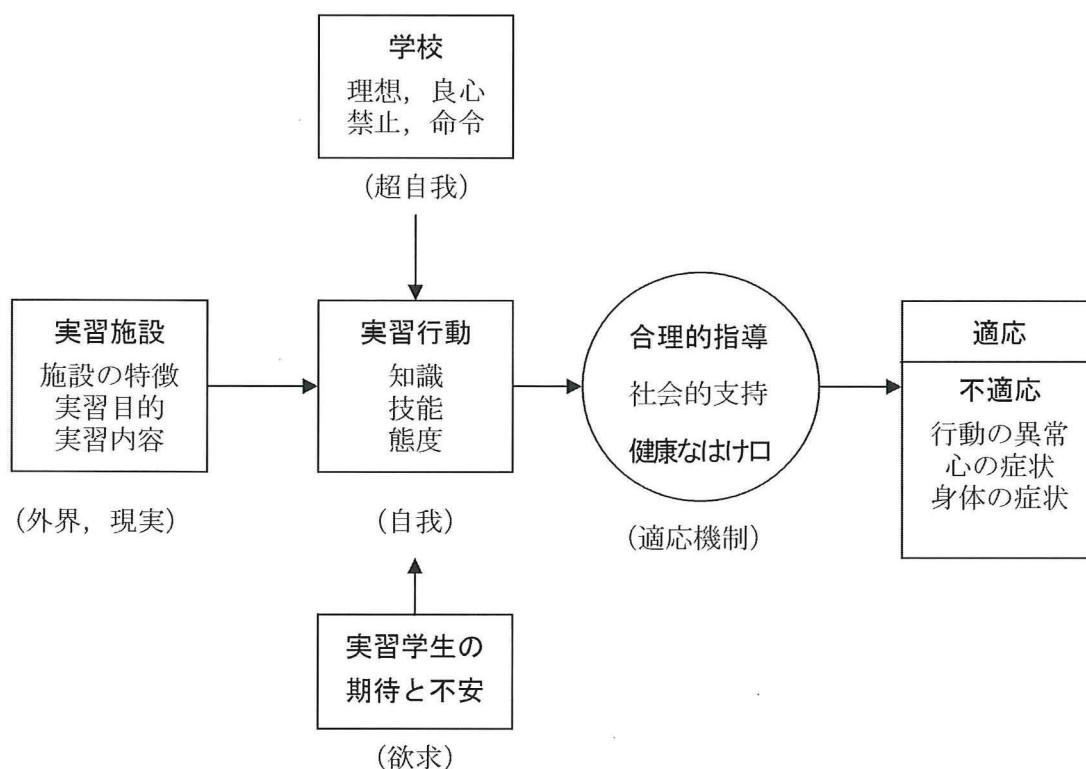 学校
理想，良心
禁止，命令
（超自我）
実習施設
施設の特徴
実習目的
実習内容
（外界，現実）
実習行動
知識
技能
態度
（自我）
合理的指導
社会的支持
健康なはけ口
（適応機制）
適応
不適応
行動の異常
心の症状
身体の症状
実習学生の
期待と不安
（欲求）